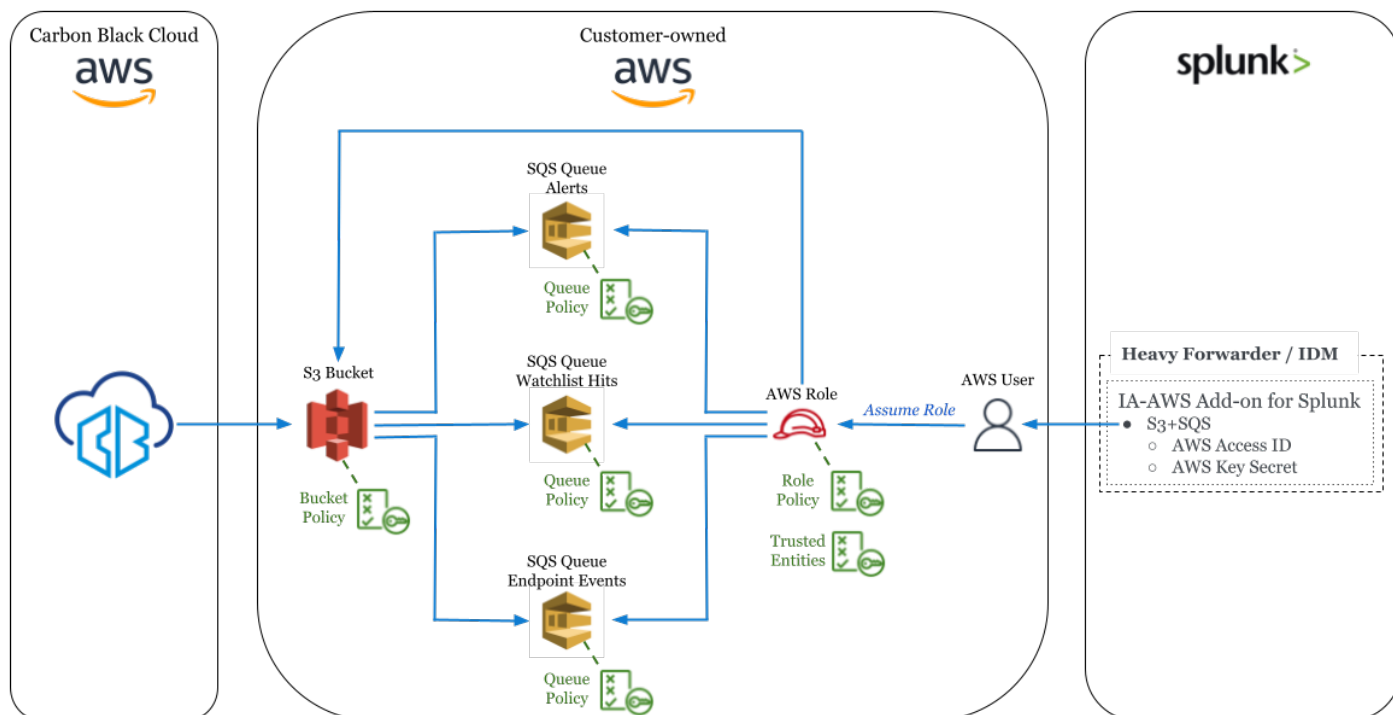 Carbon Black Cloud
aws
Customer-owned
aws
splunk>
SQS Queue
Alerts
Queue
Policy
S3 Bucket
Bucket
Policy
SQS Queue
Watchlist Hits
Queue
Policy
SQS Queue
Endpoint Events
Queue
Policy
AWS Role
Role
Policy
Trusted
Entities
Assume Role
AWS User
Heavy Forwarder / IDM
IA-AWS Add-on for Splunk
● S3+SQS
○ AWS Access ID
○ AWS Key Secret